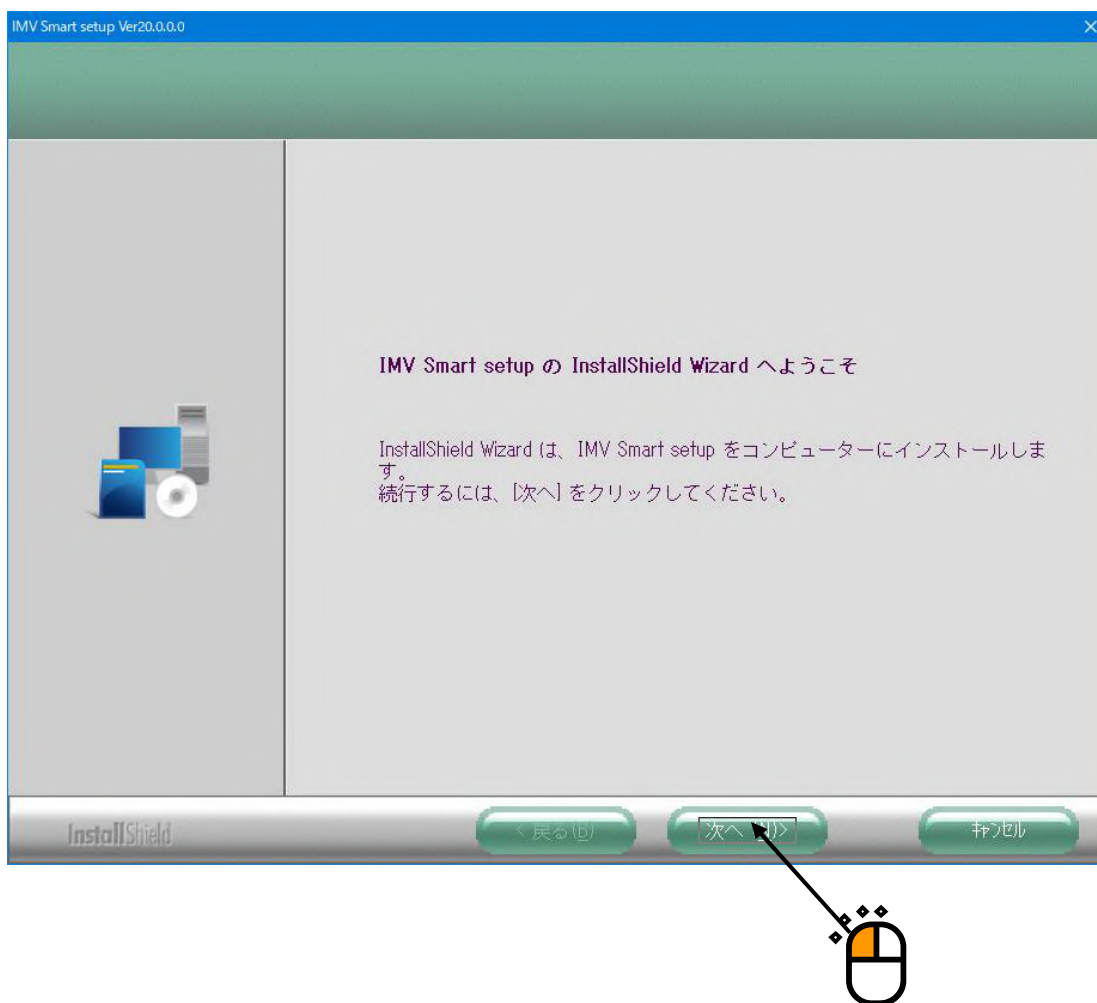 IMV Smart setup Ver20.0.0.0
IMV Smart setup の InstallShield Wizard へようこそ
InstallShield Wizard は、IMV Smart setup をコンピューターにインストールしま
す。
続行するには、[次へ] をクリックしてください。
InstallShield
< 戻る(B)
次へ (N)>
キャンセル